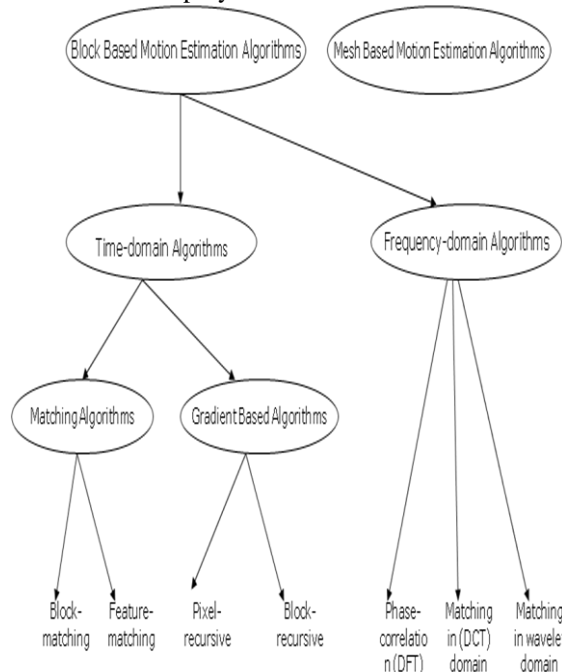 Block Based Motion Estimation Algorithms
Mesh Based Motion Estimation Algorithms
Time-domain Algorithms
Frequency-domain Algorithms
Matching Algorithms
Gradient Based Algorithms
Block-
matching
Feature-
matching
Pixel-
recursive
Block-
recursive
Phase-
correlatio
n (DFT)
Matching
in (DCT)
domain
Matching
in wavelet
domain